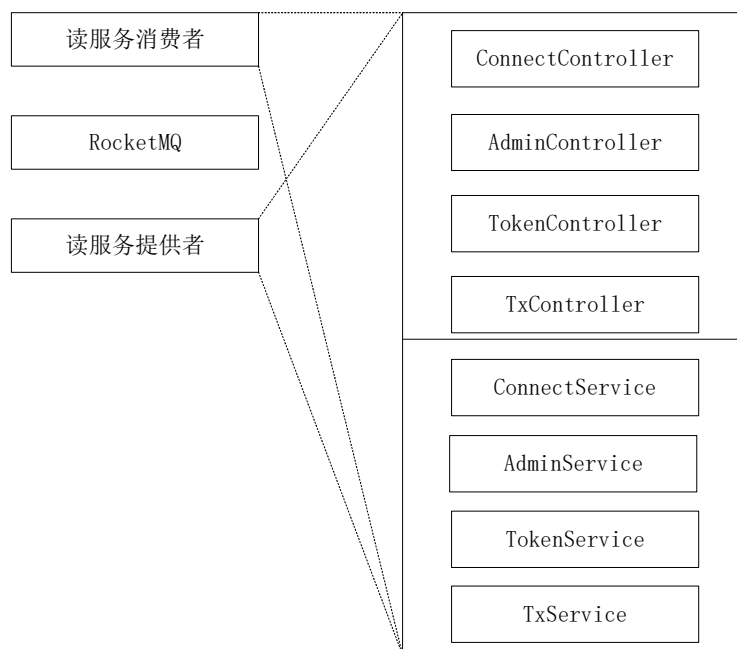 读服务消费者
RocketMQ
读服务提供者
ConnectController
AdminController
TokenController
TxController
ConnectService
AdminService
TokenService
TxService